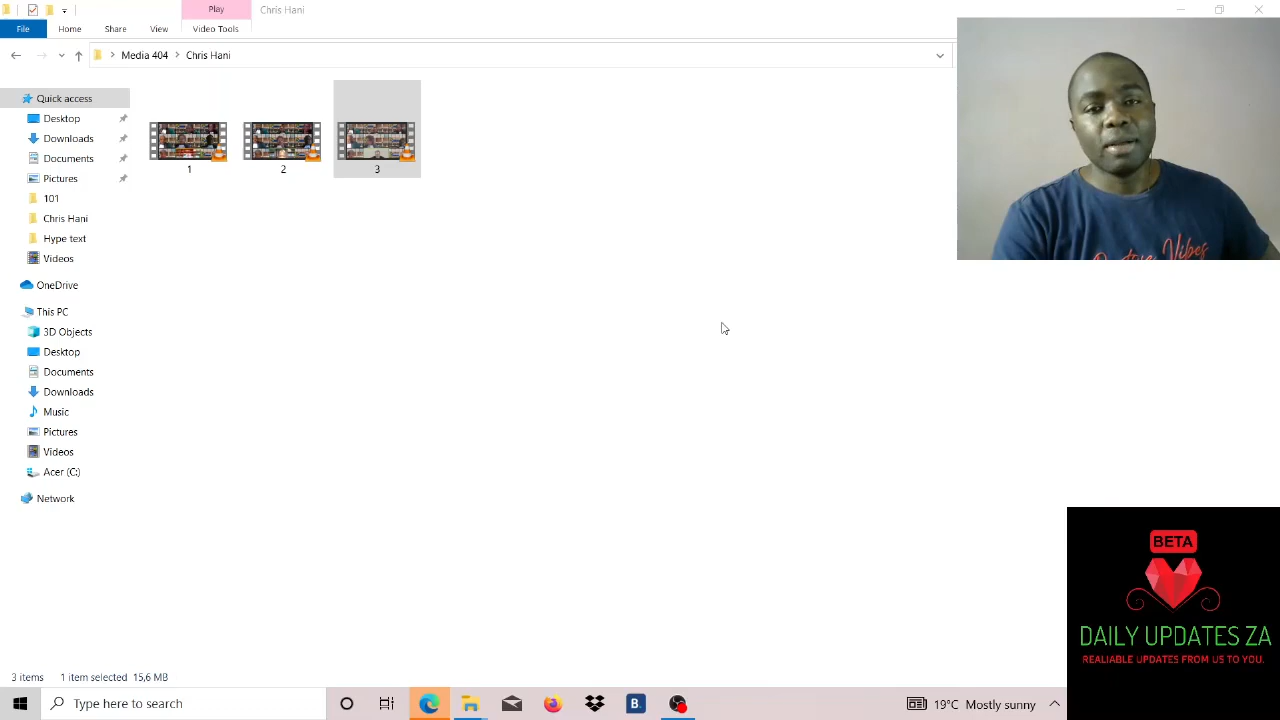 Play
Chris Hani
File
Home
Share
View
Video Tools
Media 404
Chris Hani
Quick access
Desktop
Downloads
Documents
Pictures
101
Chris Hani
Hype text
Videos
OneDrive
This PC
3D Objects
Desktop
Documents
Downloads
Music
Pictures
Videos
Acer (C:)
Network
1
2
3
Vibes
BETA
DAILY UPDATES ZA
REALIABLE UPDATES FROM US TO YOU.
3 items
1 item selected 15,6 MB
Type here to search
B.
19°C Mostly sunny